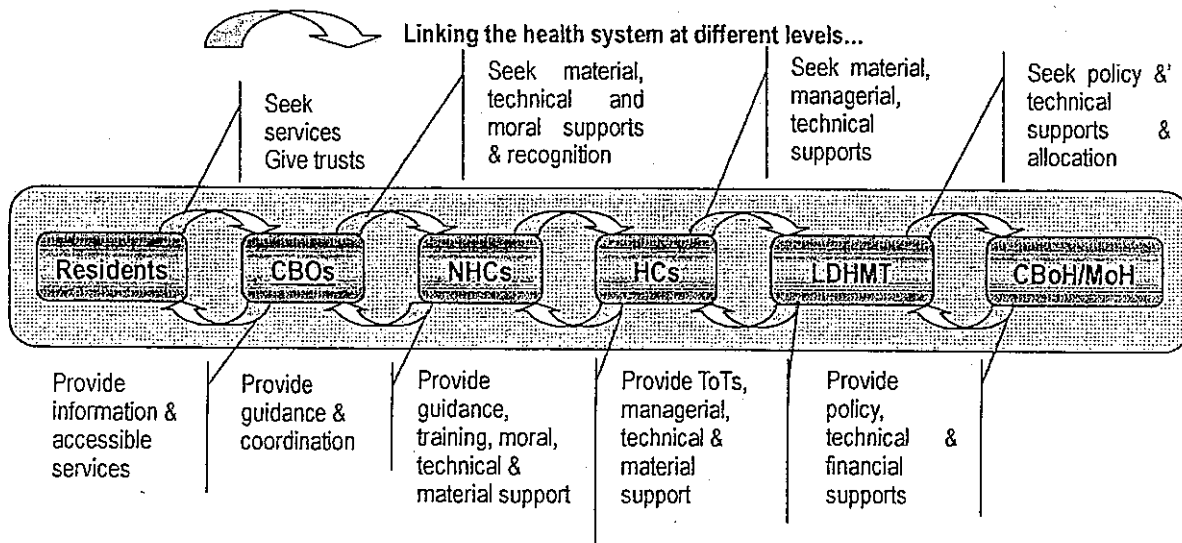 Linking the health system at different levels...
Seek
services
Give trusts
Seek material,
technical and
moral supports
& recognition
Seek material,
managerial,
technical
supports
Seek policy &'
technical
supports &
allocation
Residents
CBOs
NHCs
HCs
LDHMT
CBoH/MoH
Provide
information &
accessible
services
Provide
guidance &
coordination
Provide
guidance,
training, moral,
technical &
material support
Provide ToTs,
managerial,
technical &
material
support
Provide
policy,
technical &
financial
supports